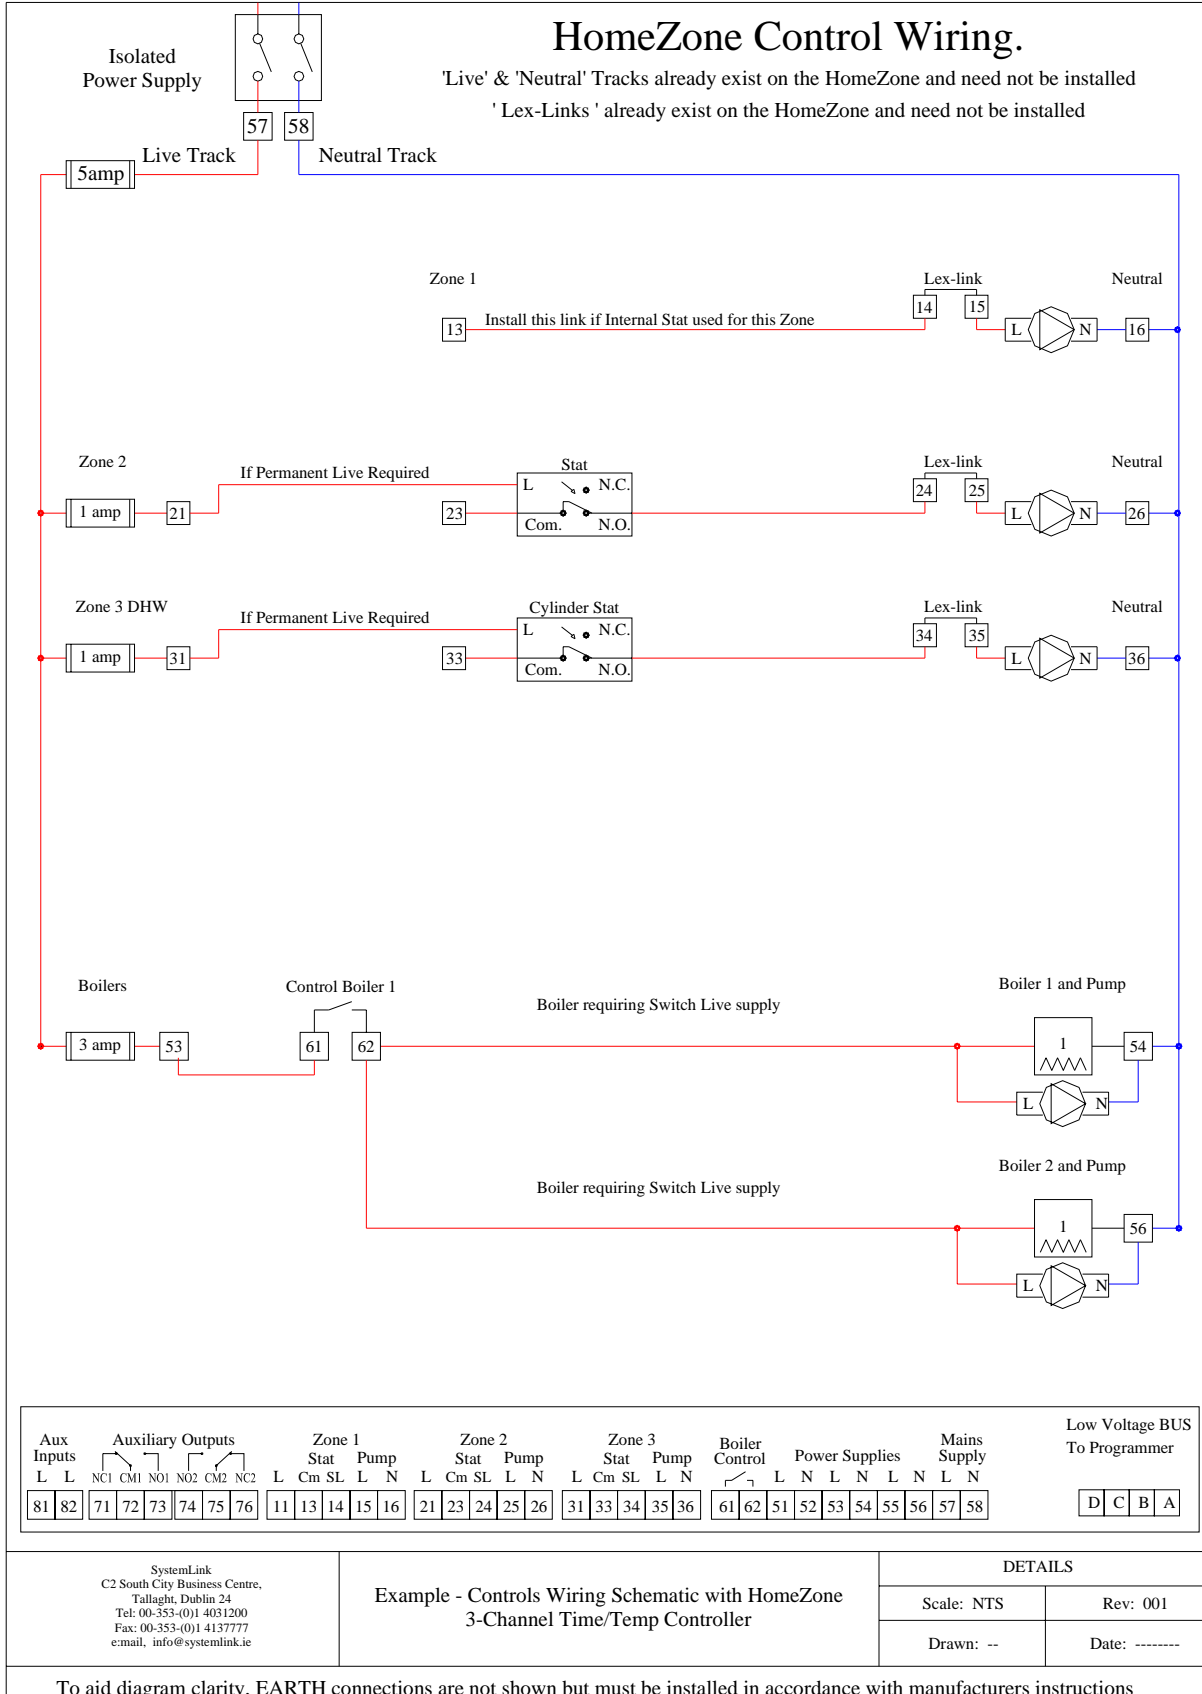 HomeZone Control Wiring.
Isolated
Power Supply
'Live' & 'Neutral' Tracks already exist on the HomeZone and need not be installed
' Lex-Links ' already exist on the HomeZone and need not be installed
57 58
Live Track Neutral Track
5amp
Zone 1 Lex-link Neutral
13 Install this link if Internal Stat used for this Zone 14 15 L N 16
Zone 2 If Permanent Live Required Stat Lex-link Neutral
L N.C.
1 amp 21 23 Com. N.O. 24 25 L N 26
Zone 3 DHW If Permanent Live Required Cylinder Stat Lex-link Neutral
L N.C.
1 amp 31 33 Com. N.O. 34 35 L N 36
Boilers Control Boiler 1 Boiler requiring Switch Live supply Boiler 1 and Pump
3 amp 53 61 62 1 54
L N
Boiler 2 and Pump
Boiler requiring Switch Live supply
1 56
L N
Aux Inputs
L L
81 82
Auxiliary Outputs
NC1 CM1 NO1 NO2 CM2 NC2
71 72 73 74 75 76
Zone 1
Stat Pump
L Cm SL L N
11 13 14 15 16
Zone 2
Stat Pump
L Cm SL L N
21 23 24 25 26
Zone 3
Stat Pump
L Cm SL L N
31 33 34 35 36
Boiler Control
61 62
Power Supplies
L N L N L N
51 52 53 54 55 56
Mains Supply
L N
57 58
Low Voltage BUS
To Programmer
D C B A
SystemLink
C2 South City Business Centre,
Tallaght, Dublin 24
Tel: 00-353-(0)1 4031200
Fax: 00-353-(0)1 4137777
e:mail, info@systemlink.ie
Example - Controls Wiring Schematic with HomeZone
3-Channel Time/Temp Controller
DETAILS
Scale: NTS Rev: 001
Drawn: -- Date: --------
To aid diagram clarity, EARTH connections are not shown but must be installed in accordance with manufacturers instructions